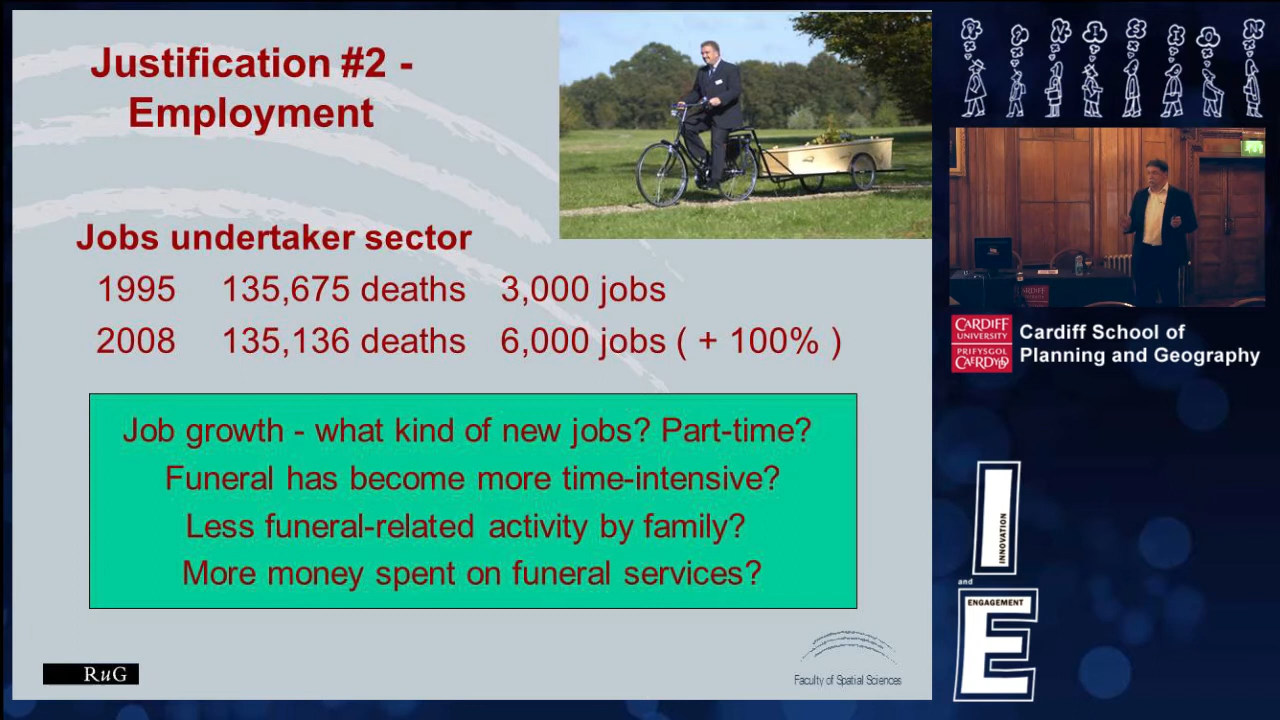 Justification #2 -
Employment
Jobs undertaker sector
1995 135,675 deaths 3,000 jobs
2008 135,136 deaths 6,000 jobs ( + 100% )
Job growth - what kind of new jobs? Part-time?
Funeral has become more time-intensive?
Less funeral-related activity by family?
More money spent on funeral services?
RuG
Faculty of Spatial Sciences
CARDIFF
UNIVERSITY
PRIFYSGOL
CAERDYDD
Cardiff School of
Planning and Geography
I
INNOVATION
and
ENGAGEMENT
E